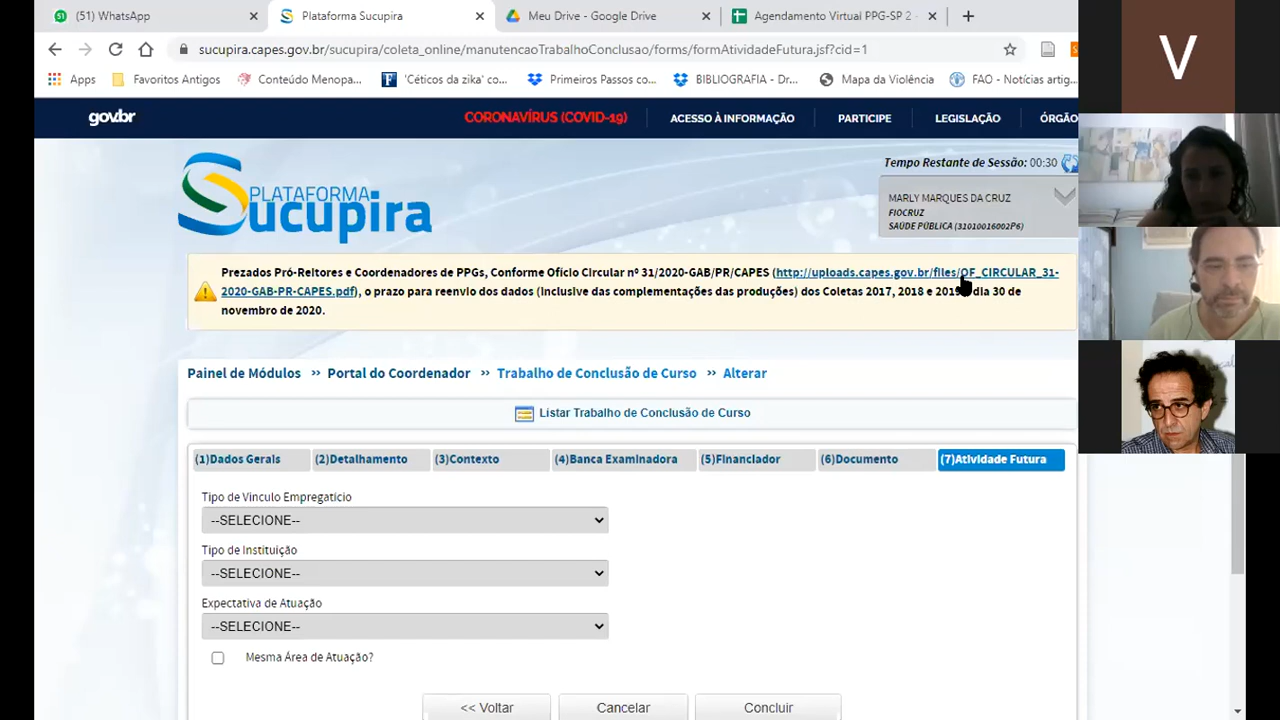 (51) WhatsApp
Plataforma Sucupira
Meu Drive - Google Drive
Agendamento Virtual PPG-SP 2 -
sucupira.capes.gov.br/sucupira/coleta_online/manutencaoTrabalhoConclusao/forms/formAtividadeFutura.jsf?cid=1
Apps
Favoritos Antigos
Conteúdo Menopa...
'Céticos da zika' co...
Primeiros Passos co...
BIBLIOGRAFIA - Dr...
Mapa da Violência
FAO - Notícias artig...
govbr
CORONAVÍRUS (COVID-19)
ACESSO À INFORMAÇÃO
PARTICIPE
LEGISLAÇÃO
ÓRGÃO
V
Tempo Restante de Sessão: 00:30
PLATAFORMA
Sucupira
MARLY MARQUES DA CRUZ
FIOCRUZ
SAÚDE PÚBLICA (31010016002P6)
Prezados Pró-Reitores e Coordenadores de PPGs, Conforme Ofício Circular nº 31/2020-GAB/PR/CAPES (http://uploads.capes.gov.br/files/OF_CIRCULAR_31-
2020-GAB-PR-CAPES.pdf), o prazo para reenvio dos dados (inclusive das complementações das produções) dos Coletas 2017, 2018 e 2019 dia 30 de
novembro de 2020.
Painel de Módulos » Portal do Coordenador » Trabalho de Conclusão de Curso » Alterar
Listar Trabalho de Conclusão de Curso
(1)Dados Gerais
(2)Detalhamento
(3)Contexto
(4)Banca Examinadora
(5)Financiador
(6)Documento
(7)Atividade Futura
Tipo de Vinculo Empregaticio
--SELECIONE--
Tipo de Instituição
--SELECIONE--
Expectativa de Atuação
--SELECIONE--
Mesma Área de Atuação?
<< Voltar
Cancelar
Concluir